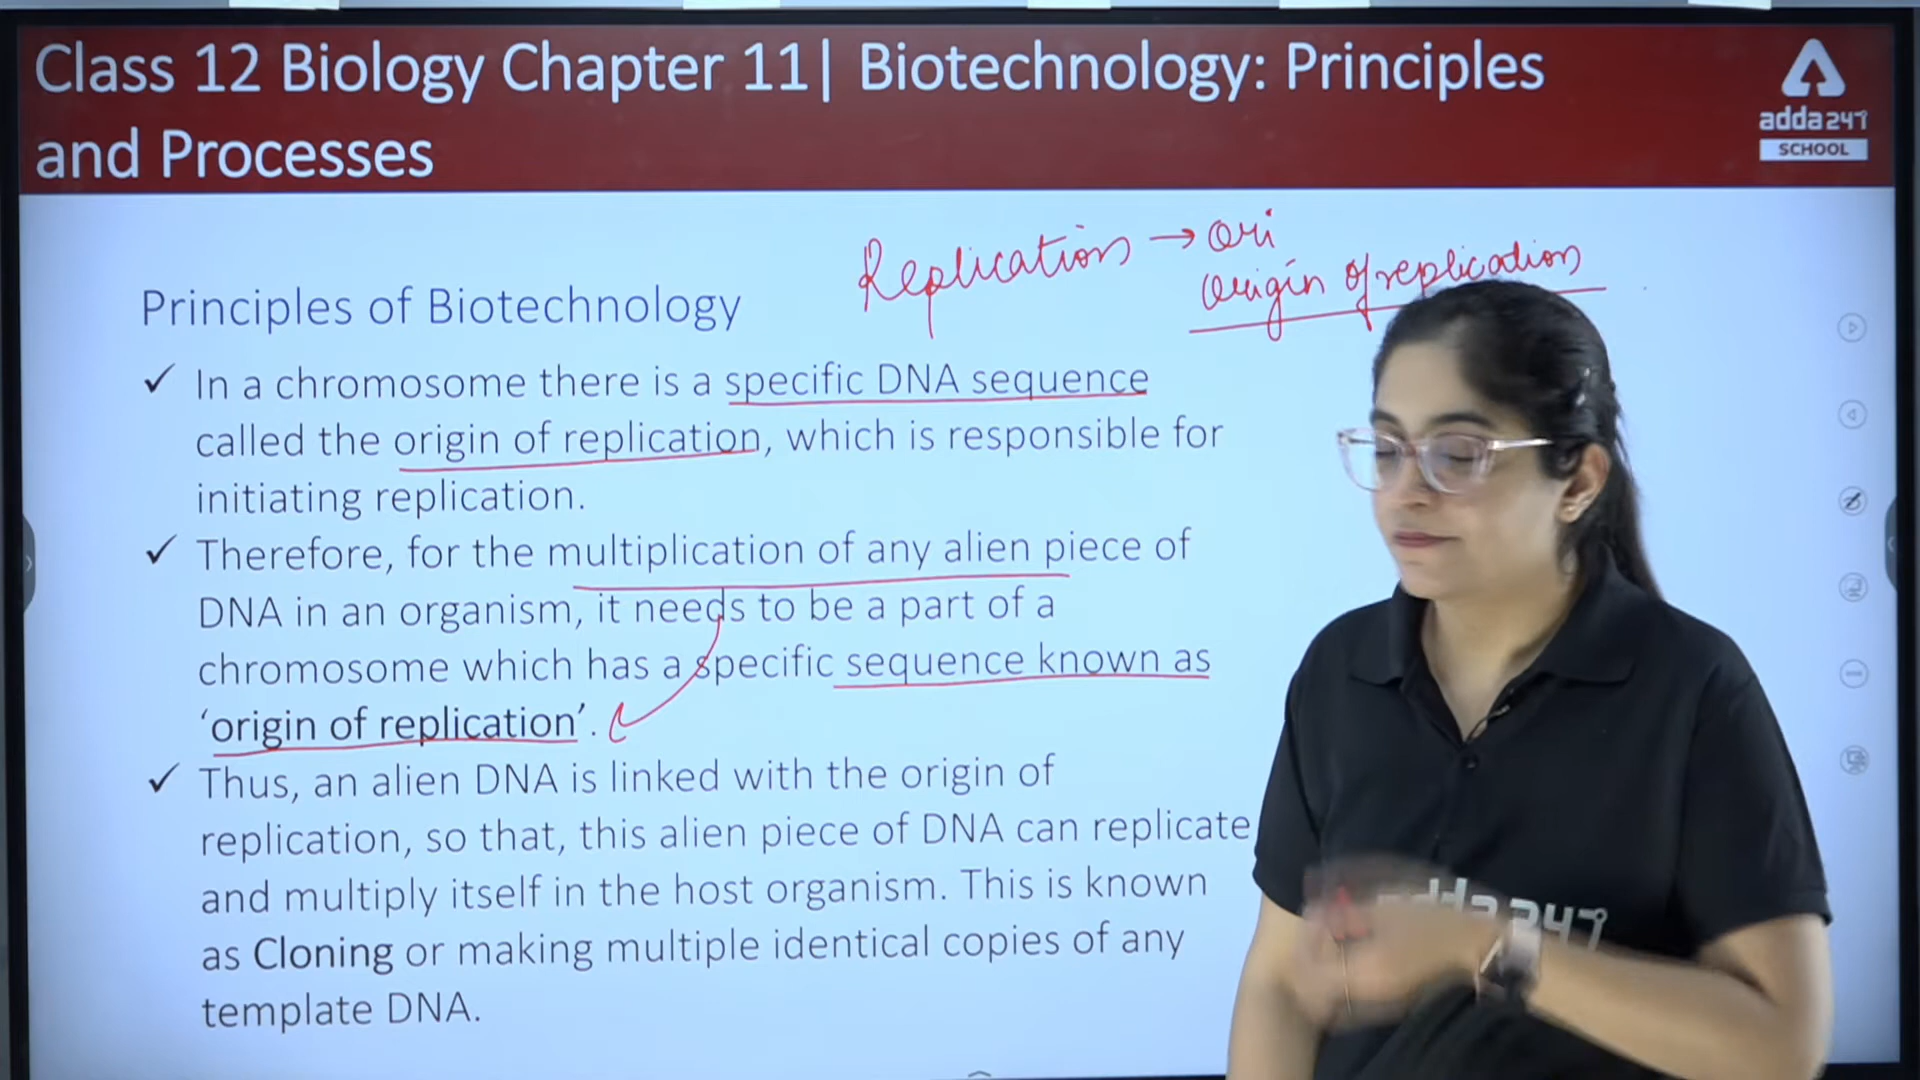 Class 12 Biology Chapter 11| Biotechnology: Principles
and Processes
adda247
SCHOOL
Replication → Ori
Origin of replication
Principles of Biotechnology
✓ In a chromosome there is a specific DNA sequence
called the origin of replication, which is responsible for
initiating replication.
✓ Therefore, for the multiplication of any alien piece of
DNA in an organism, it needs to be a part of a
chromosome which has a specific sequence known as
‘origin of replication’.
✓ Thus, an alien DNA is linked with the origin of
replication, so that, this alien piece of DNA can replicate
and multiply itself in the host organism. This is known
as Cloning or making multiple identical copies of any
template DNA.
adda247